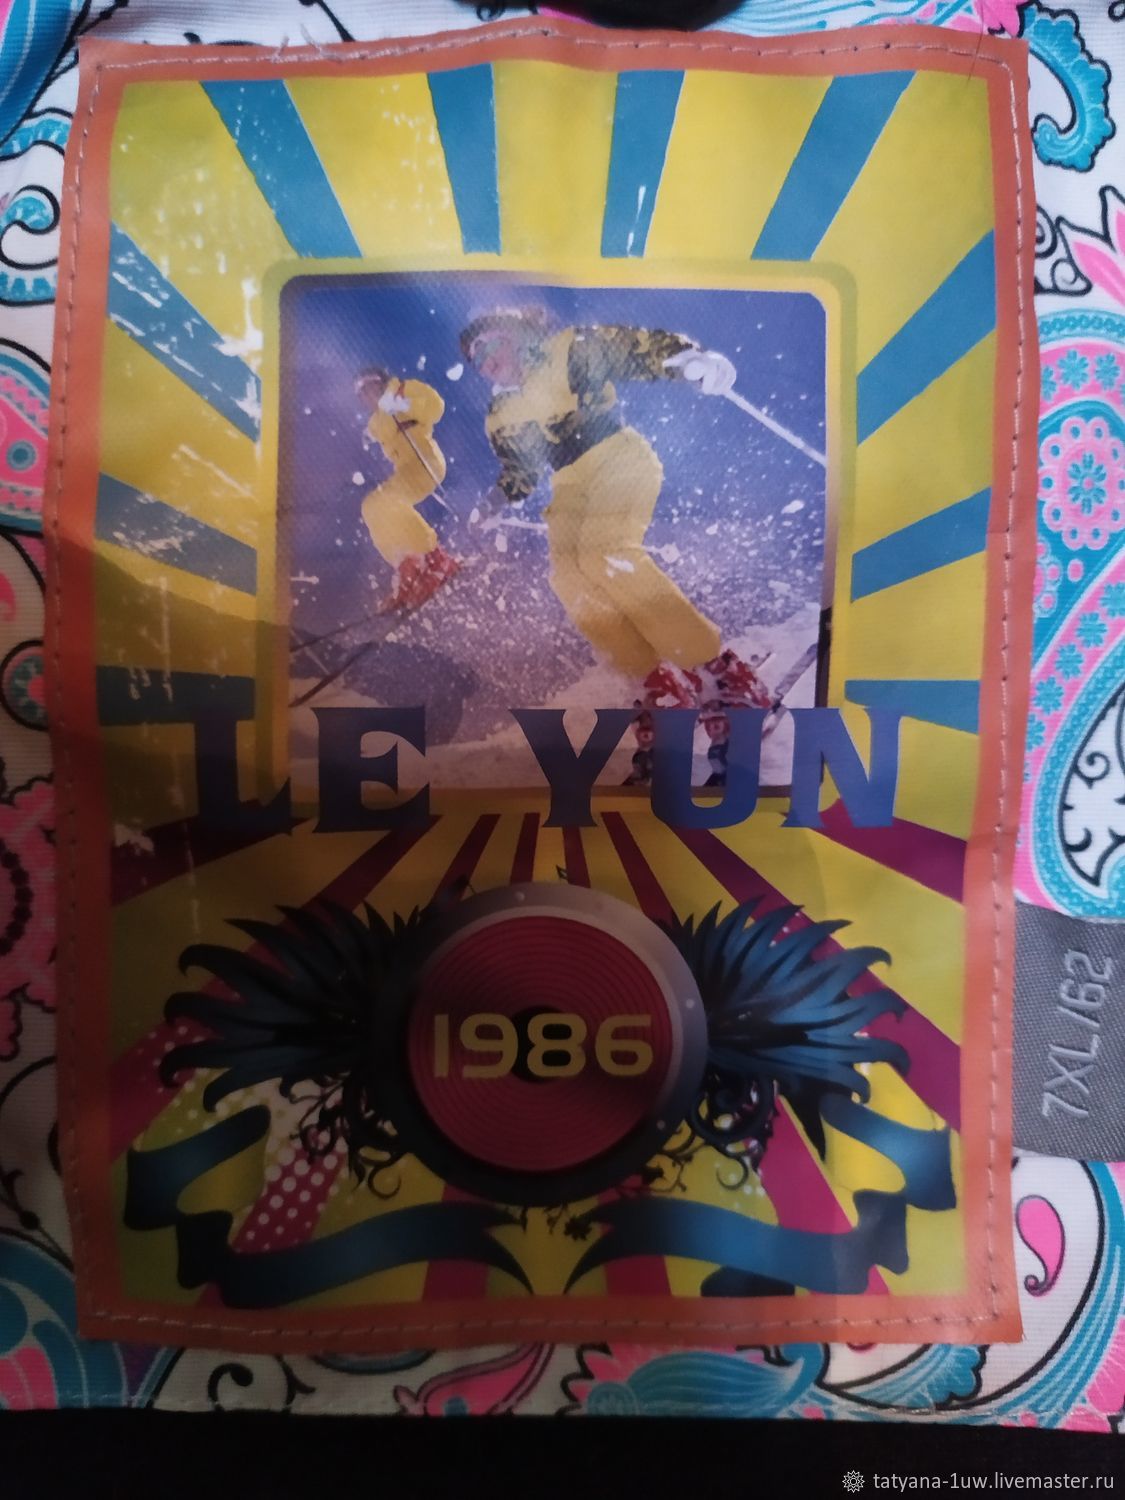 LE YUN
1986
7XL/62
tatyana-1uw.livemaster.ru